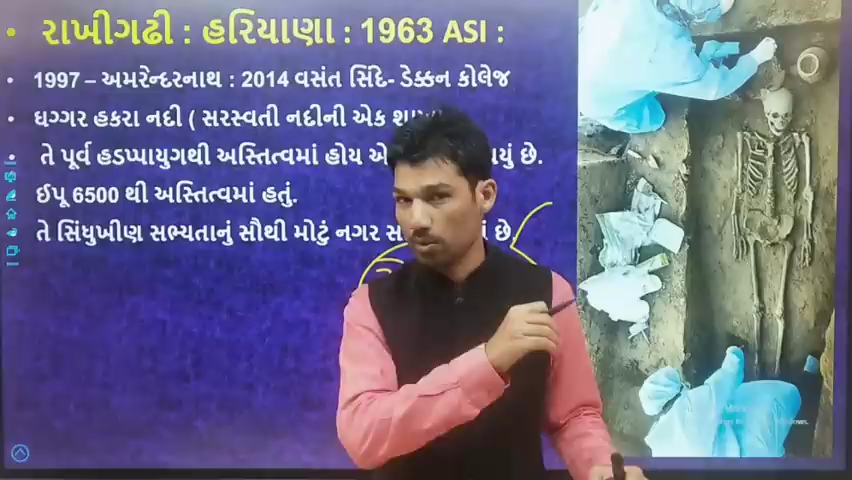 રાખીગઢી : હરિયાણા : 1963 ASI :
1997 – અમરેન્દરનાથ : 2014 વસંત સિંદે- ડેક્કન કોલેજ
ઘગ્ગર હકરા નદી ( સરસ્વતી નદીની એક
તે પૂર્વ હડપ્પાયુગથી અસ્તિત્વમાં હોય છે.
ઈપૂ 6500 થી અસ્તિત્વમાં હતું.
તે સિંધુખીણ સભ્યતાનું સૌથી મોટું નગર છે